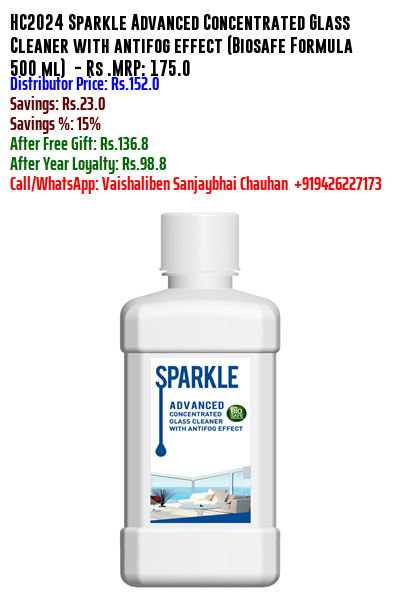 HC2024 Sparkle Advanced Concentrated Glass
Cleaner with antifog effect (Biosafe Formula
500 ml) - Rs .MRP: 175.0
Distributor Price: Rs.152.0
Savings: Rs.23.0
Savings %: 15%
After Free Gift: Rs.136.8
After Year Loyalty: Rs.98.8
Call/WhatsApp: Vaishaliben Sanjaybhai Chauhan +919426227173
SPARKLE
ADVANCED
CONCENTRATED
GLASS CLEANER
WITH ANTIFOG EFFECT
Bio